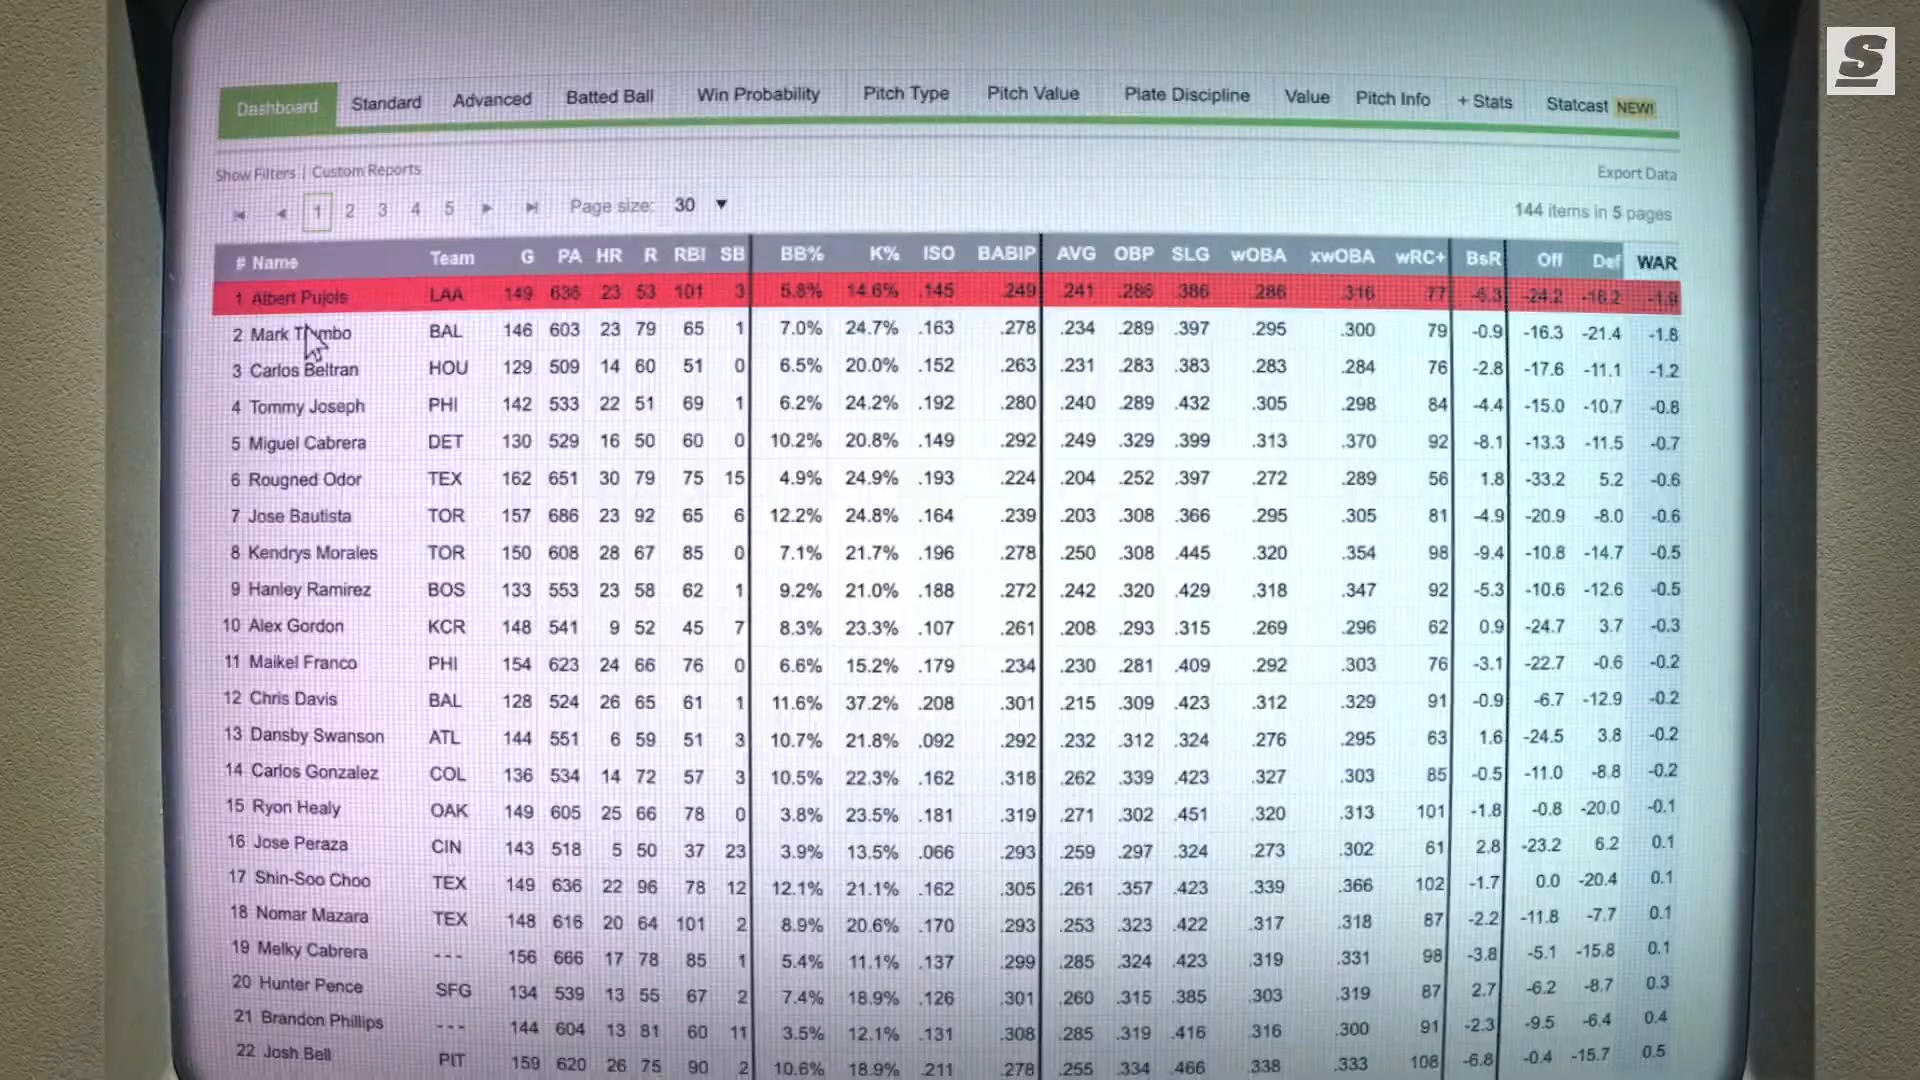 S
Dashboard Standard Advanced Batted Ball Win Probability Pitch Type Pitch Value Plate Discipline Value Pitch Info + Stats Statcast NEW!
Show Filters | Custom Reports Export Data
1 2 3 4 5 Page size: 30 144 items in 5 pages
# Name Team G PA HR R RBI SB BB% K% ISO BABIP AVG OBP SLG wOBA xwOBA wRC+ BsR Off Def WAR
1 Albert Pujols LAA 149 636 23 53 101 3 5.8% 14.6% .145 .249 .241 .286 .386 .286 .316 77 -6.3 -24.2 -16.2 -1.9
2 Mark Trumbo BAL 146 603 23 79 65 1 7.0% 24.7% .163 .278 .234 .289 .397 .295 .300 79 -0.9 -16.3 -21.4 -1.8
3 Carlos Beltran HOU 129 509 14 60 51 0 6.5% 20.0% .152 .263 .231 .283 .383 .283 .284 76 -2.8 -17.6 -11.1 -1.2
4 Tommy Joseph PHI 142 533 22 51 69 1 6.2% 24.2% .192 .280 .240 .289 .432 .305 .298 84 -4.4 -15.0 -10.7 -0.8
5 Miguel Cabrera DET 130 529 16 50 60 0 10.2% 20.8% .149 .292 .249 .329 .399 .313 .370 92 -8.1 -13.3 -11.5 -0.7
6 Rougned Odor TEX 162 651 30 79 75 15 4.9% 24.9% .193 .224 .204 .252 .397 .272 .289 56 1.8 -33.2 5.2 -0.6
7 Jose Bautista TOR 157 686 23 92 65 6 12.2% 24.8% .164 .239 .203 .308 .366 .295 .305 81 -4.9 -20.9 -8.0 -0.6
8 Kendrys Morales TOR 150 608 28 67 85 0 7.1% 21.7% .196 .278 .250 .308 .445 .320 .354 98 -9.4 -10.8 -14.7 -0.5
9 Hanley Ramirez BOS 133 553 23 58 62 1 9.2% 21.0% .188 .272 .242 .320 .429 .318 .347 92 -5.3 -10.6 -12.6 -0.5
10 Alex Gordon KCR 148 541 9 52 45 7 8.3% 23.3% .107 .261 .208 .293 .315 .269 .296 62 0.9 -24.7 3.7 -0.3
11 Maikel Franco PHI 154 623 24 66 76 0 6.6% 15.2% .179 .234 .230 .281 .409 .292 .303 76 -3.1 -22.7 -0.6 -0.2
12 Chris Davis BAL 128 524 26 65 61 1 11.6% 37.2% .208 .301 .215 .309 .423 .312 .329 91 -0.9 -6.7 -12.9 -0.2
13 Dansby Swanson ATL 144 551 6 59 51 3 10.7% 21.8% .092 .292 .232 .312 .324 .276 .295 63 1.6 -24.5 3.8 -0.2
14 Carlos Gonzalez COL 136 534 14 72 57 3 10.5% 22.3% .162 .318 .262 .339 .423 .327 .303 85 -0.5 -11.0 -8.8 -0.2
15 Ryon Healy OAK 149 605 25 66 78 0 3.8% 23.5% .181 .319 .271 .302 .451 .320 .313 101 -1.8 -0.8 -20.0 -0.1
16 Jose Peraza CIN 143 518 5 50 37 23 3.9% 13.5% .066 .293 .259 .297 .324 .273 .302 61 2.8 -23.2 6.2 0.1
17 Shin-Soo Choo TEX 149 636 22 96 78 12 12.1% 21.1% .162 .305 .261 .357 .423 .339 .366 102 -1.7 0.0 -20.4 0.1
18 Nomar Mazara TEX 148 616 20 64 101 2 8.9% 20.6% .170 .293 .253 .323 .422 .317 .318 87 -2.2 -11.8 -7.7 0.1
19 Melky Cabrera - - - 156 666 17 78 85 1 5.4% 11.1% .137 .299 .285 .324 .423 .319 .331 98 -3.8 -5.1 -15.8 0.1
20 Hunter Pence SFG 134 539 13 55 67 2 7.4% 18.9% .126 .301 .260 .315 .385 .303 .319 87 2.7 -6.2 -8.7 0.3
21 Brandon Phillips - - - 144 604 13 81 60 11 3.5% 12.1% .131 .308 .285 .319 .416 .316 .300 91 -2.3 -9.5 -6.4 0.4
22 Josh Bell PIT 159 620 26 75 90 2 10.6% 18.9% .211 .278 .255 .334 .466 .338 .333 108 -6.8 -0.4 -15.7 0.5